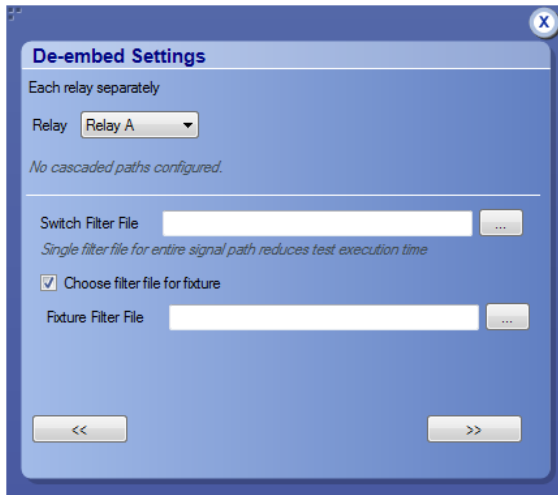 X
De-embed Settings
Each relay separately
Relay Relay A
No cascaded paths configured.
Switch Filter File ...
Single filter file for entire signal path reduces test execution time
Choose filter file for fixture
Fixture Filter File ...
<< >>